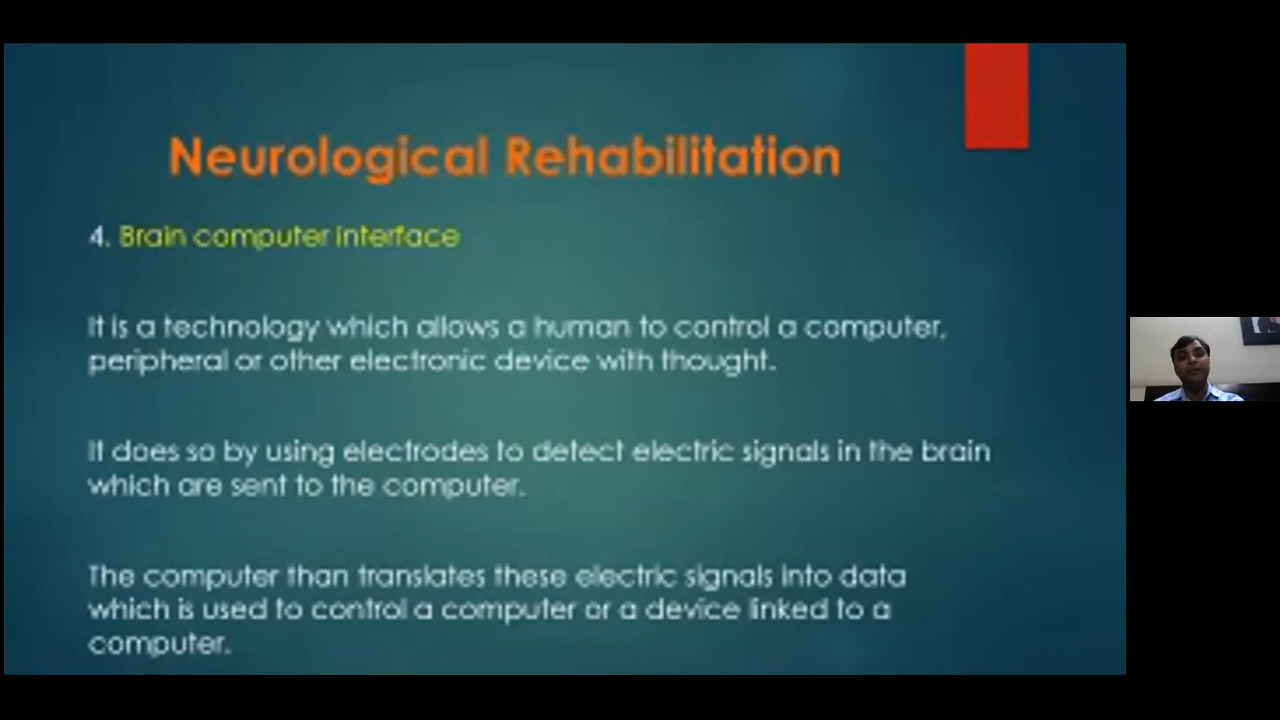 Neurological Rehabilitation
4. Brain computer interface
It is a technology which allows a human to control a computer,
peripheral or other electronic device with thought.
It does so by using electrodes to detect electric signals in the brain
which are sent to the computer.
The computer than translates these electric signals into data
which is used to control a computer or a device linked to a
computer.